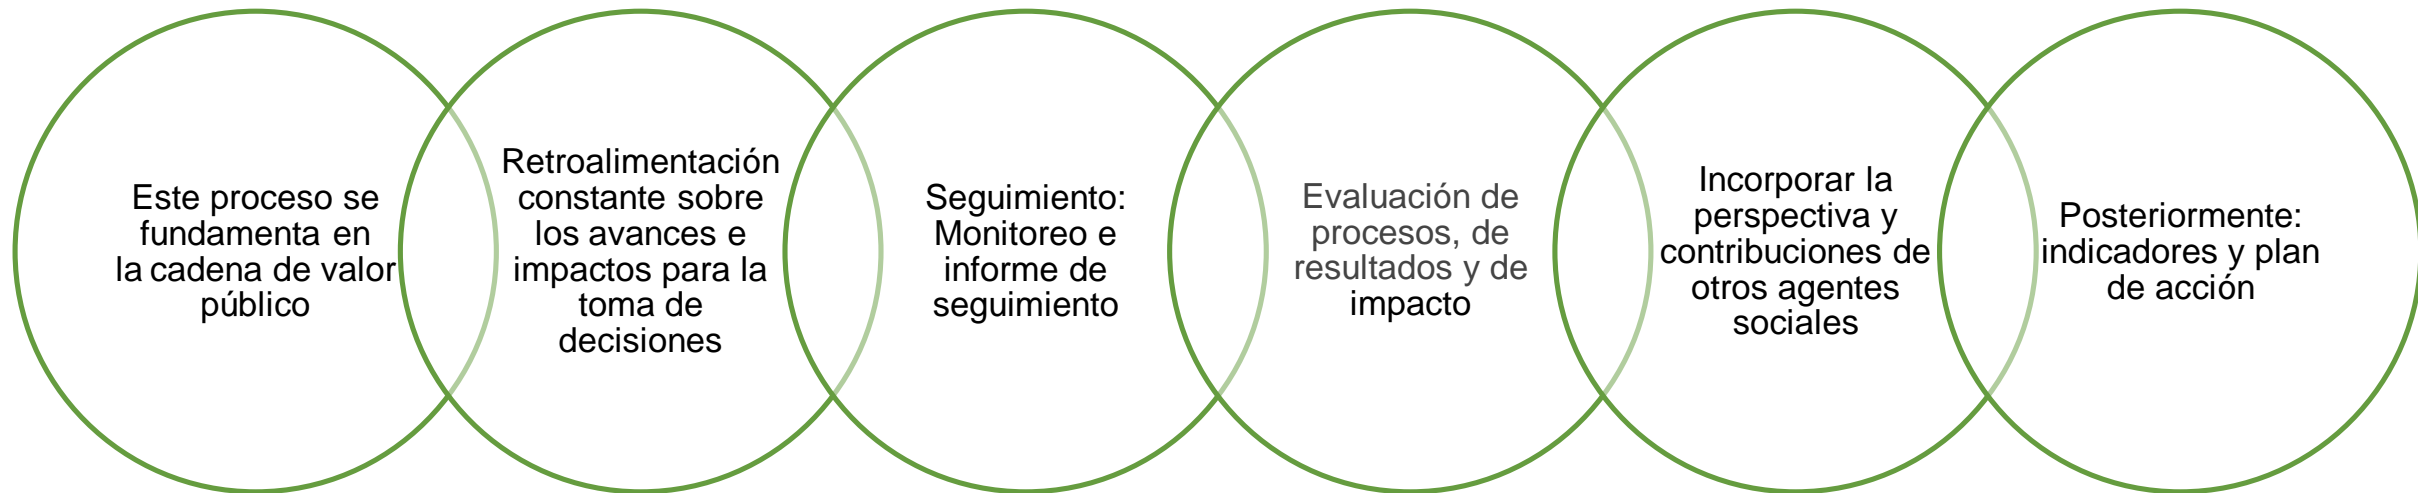 Este proceso se
fundamenta en
la cadena de valor
público
Retroalimentación
constante sobre
los avances e
impactos para la
toma de
decisiones
Seguimiento:
Monitoreo e
informe de
seguimiento
Evaluación de
procesos, de
resultados y de
impacto
Incorporar la
perspectiva y
contribuciones de
otros agentes
sociales
Posteriormente:
indicadores y plan
de acción